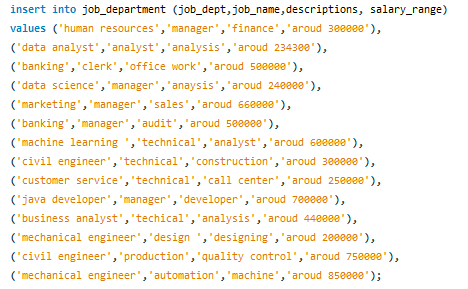 insert into job_department (job_dept,job_name,descriptions, salary_range)
values ('human resources','manager','finance','aroud 300000'),
('data analyst','analyst','analysis','aroud 234300'),
('banking','clerk','office work','aroud 500000'),
('data science','manager','anaysis','aroud 240000'),
('marketing','manager','sales','aroud 660000'),
('banking','manager','audit','aroud 500000'),
('machine learning ','technical','analyst','aroud 600000'),
('civil engineer','technical','construction','aroud 300000'),
('customer service','technical','call center','aroud 250000'),
('java developer','manager','developer','aroud 700000'),
('business analyst','techical','analysis','aroud 440000'),
('mechanical engineer','design ','designing','aroud 200000'),
('civil engineer','production','quality control','aroud 750000'),
('mechanical engineer','automation','machine','aroud 850000');